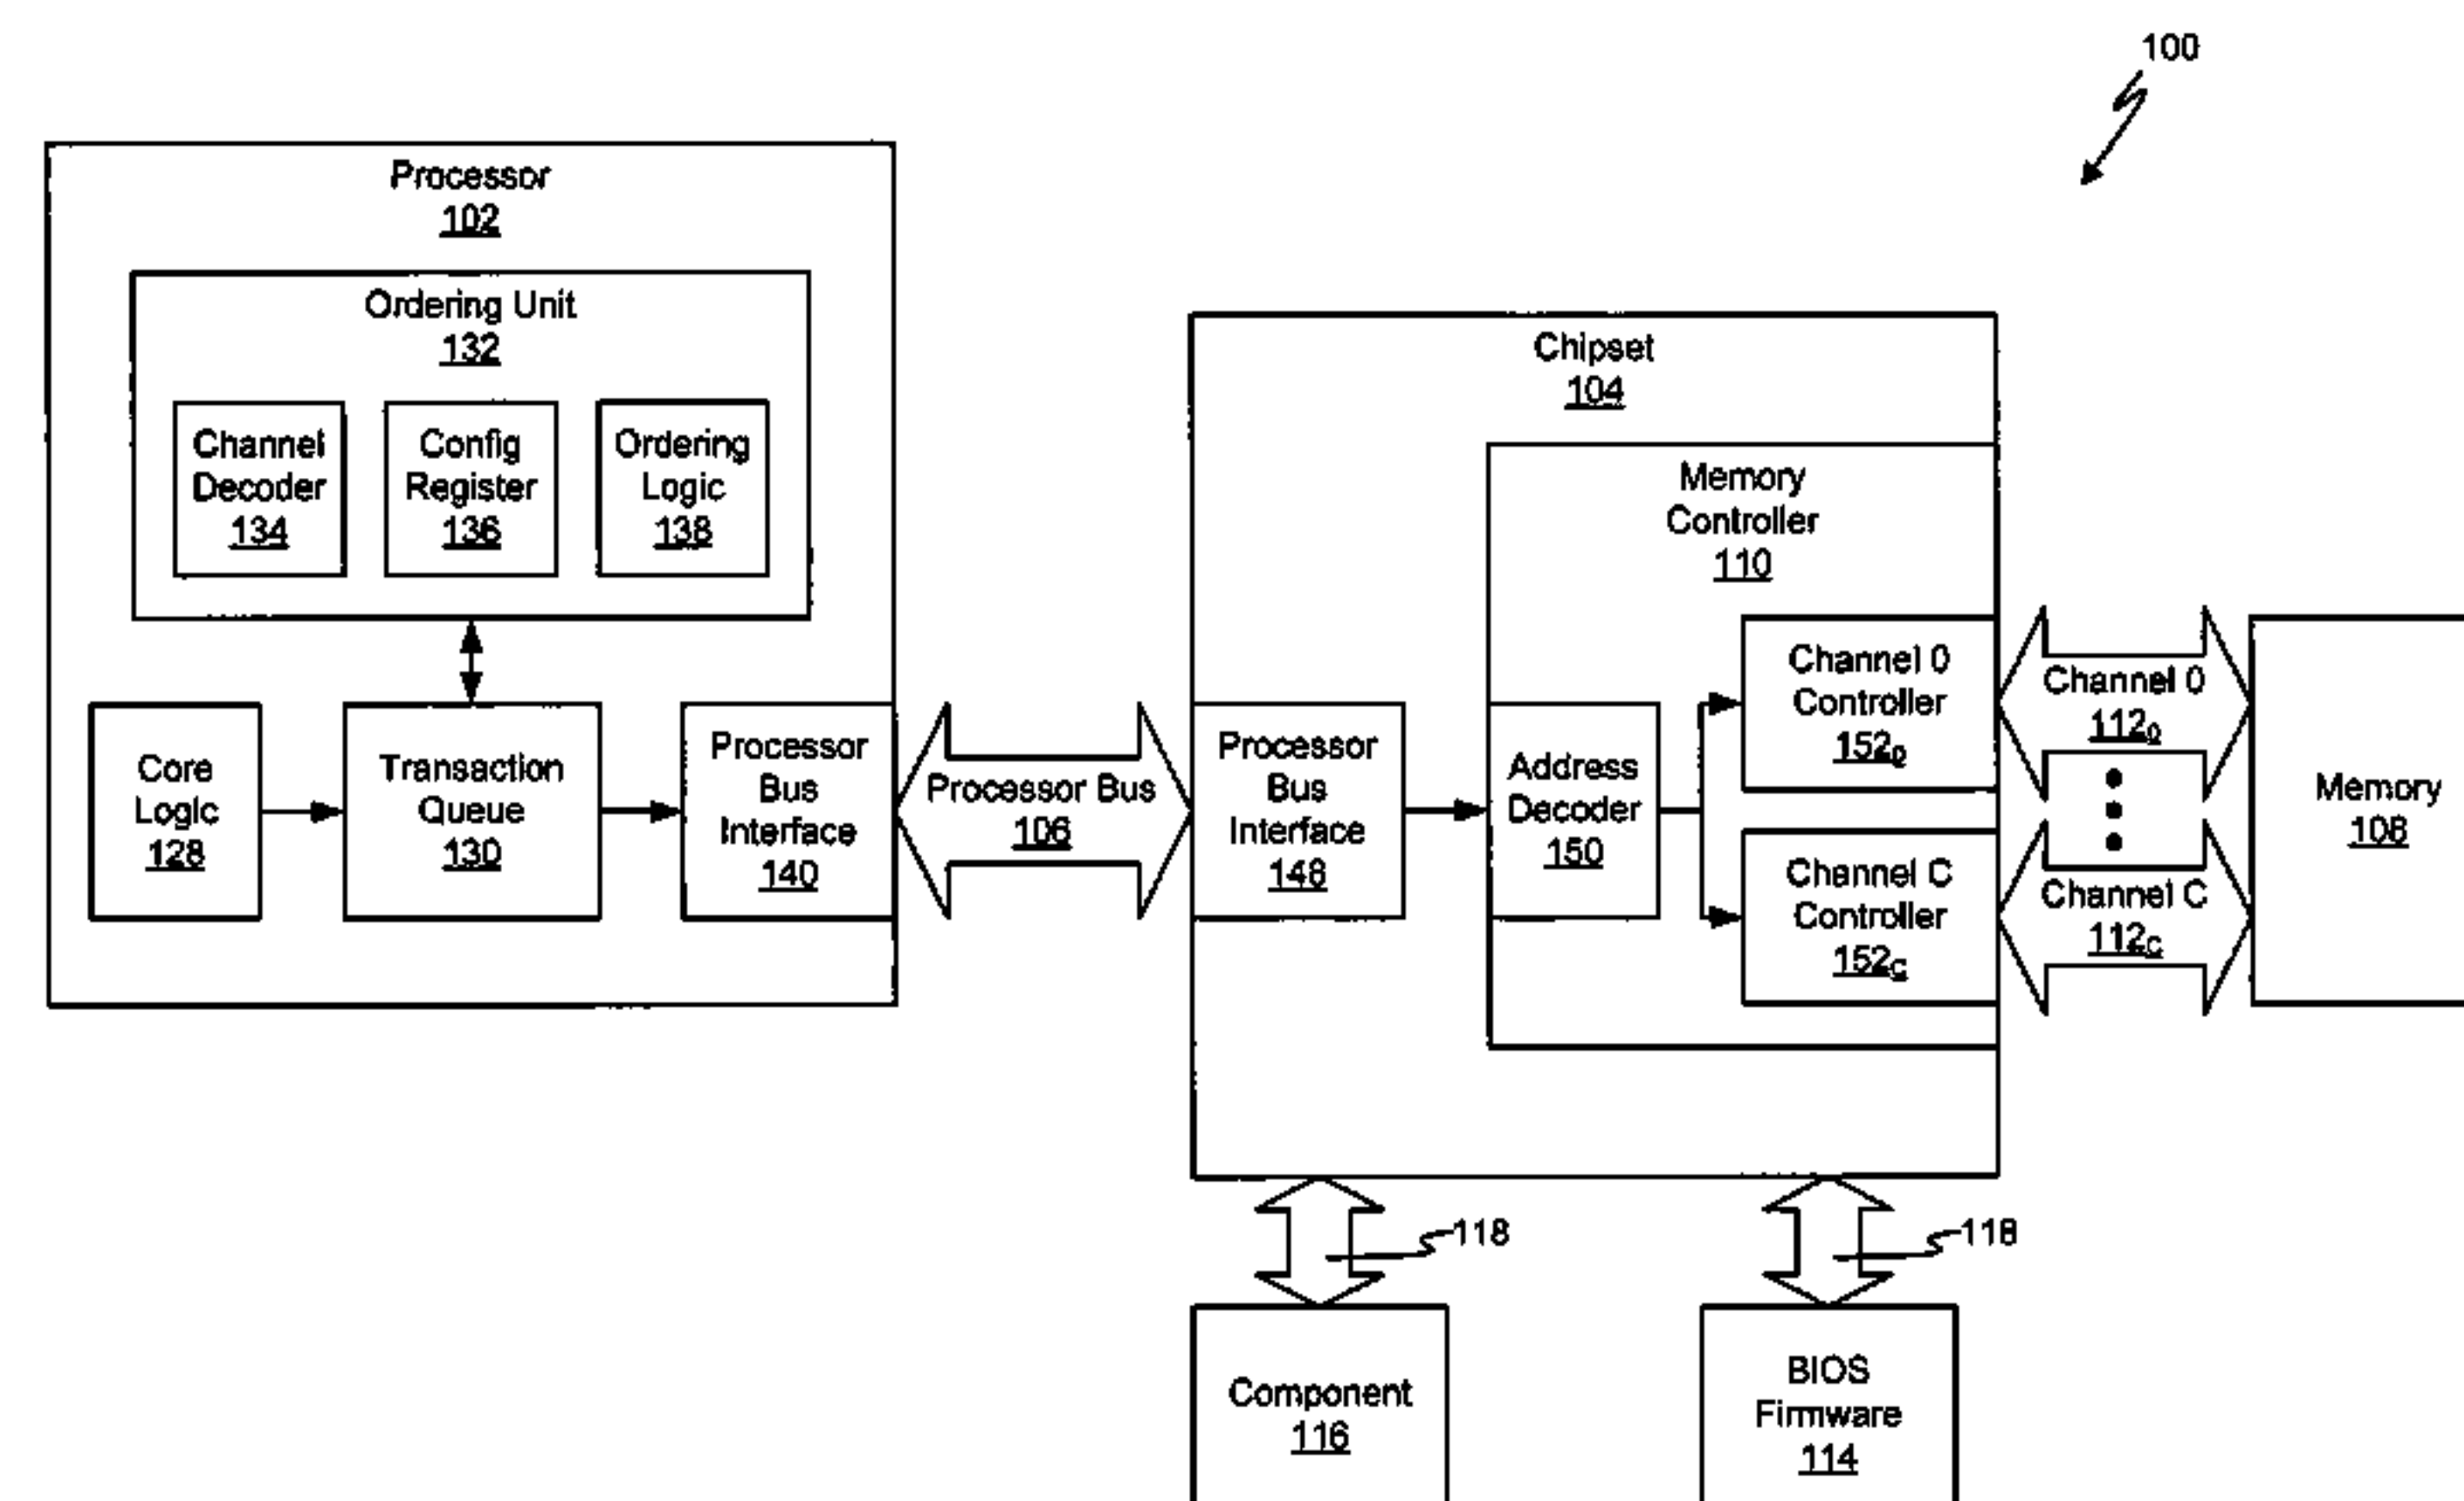 100
Processor
102
Ordering Unit
132
Channel
Decoder
134
Config
Register
136
Ordering
Logic
138
Core
Logic
128
Transaction
Queue
130
Processor
Bus
Interface
140
Processor Bus
106
Chipset
104
Processor
Bus
Interface
148
Memory
Controller
110
Address
Decoder
150
Channel 0
Controller
152₀
Channel C
Controller
152C
Channel 0
112₀
Channel C
112C
Memory
108
118
118
Component
116
BIOS
Firmware
114